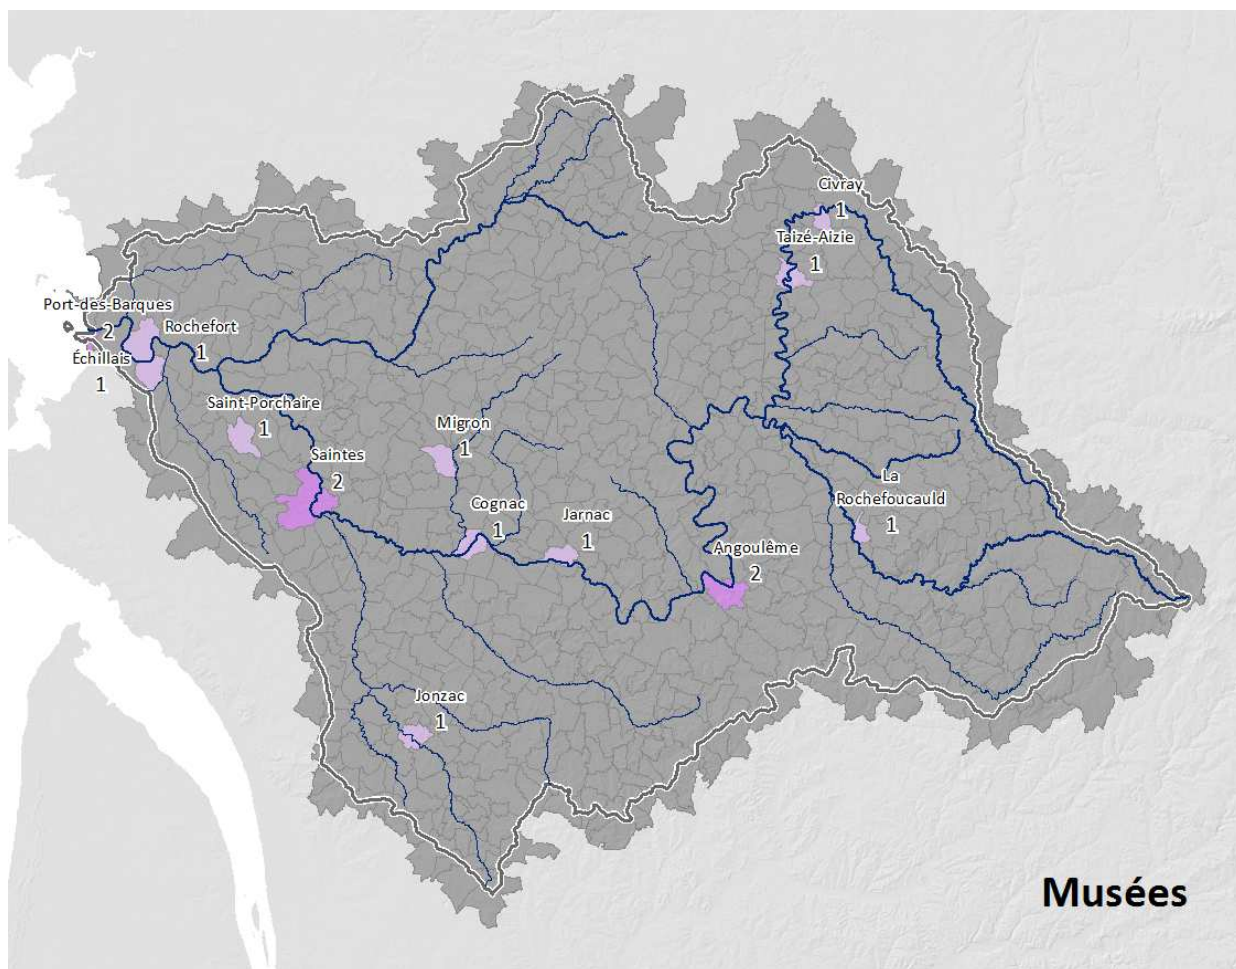 Civray
1
Taizé-Aizie
1
Port-des-Barques
2
Rochefort
1
Échillais
1
Saint-Porchaire
1
Migron
1
Saintes
2
La
Rochefoucauld
1
Cognac
1
Jarnac
1
Angoulême
2
Jonzac
1
Musées